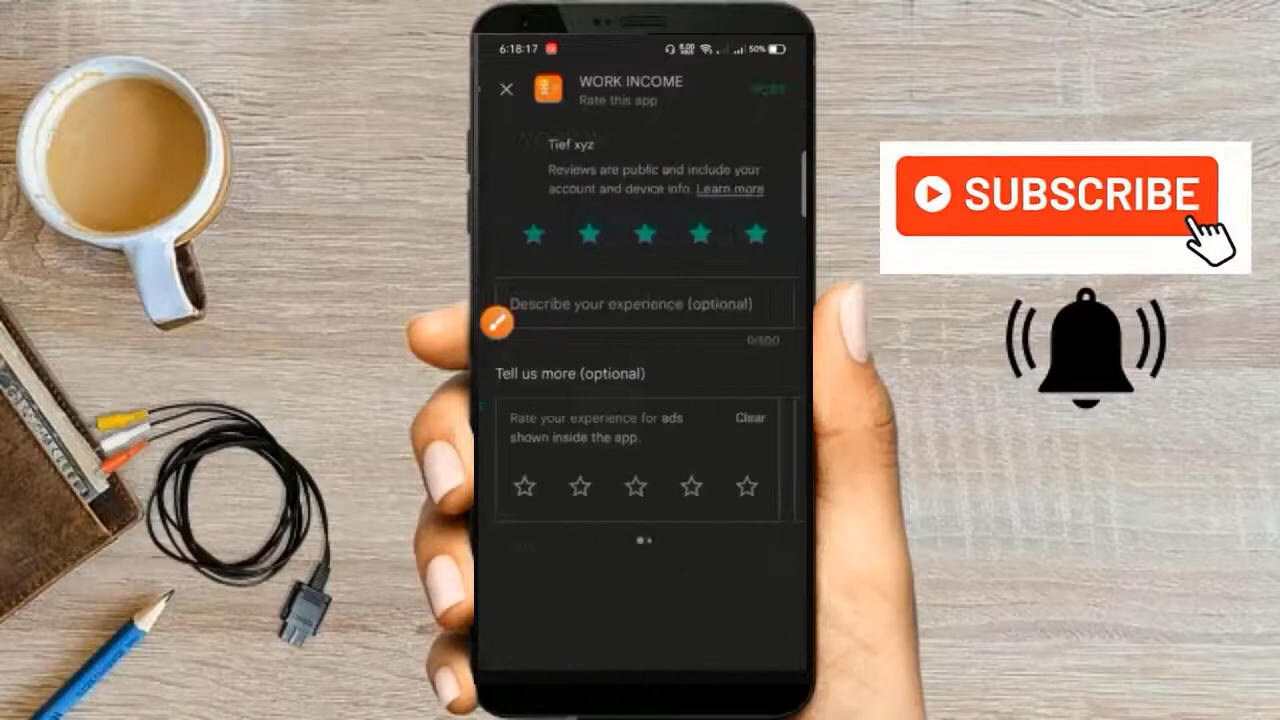 6:18:17
50%
WORK INCOME
Rate this app
Tief xyz
Reviews are public and include your
account and device info. Learn more
Describe your experience (optional)
0/500
Tell us more (optional)
Rate your experience for ads
Clear
shown inside the app.
SUBSCRIBE